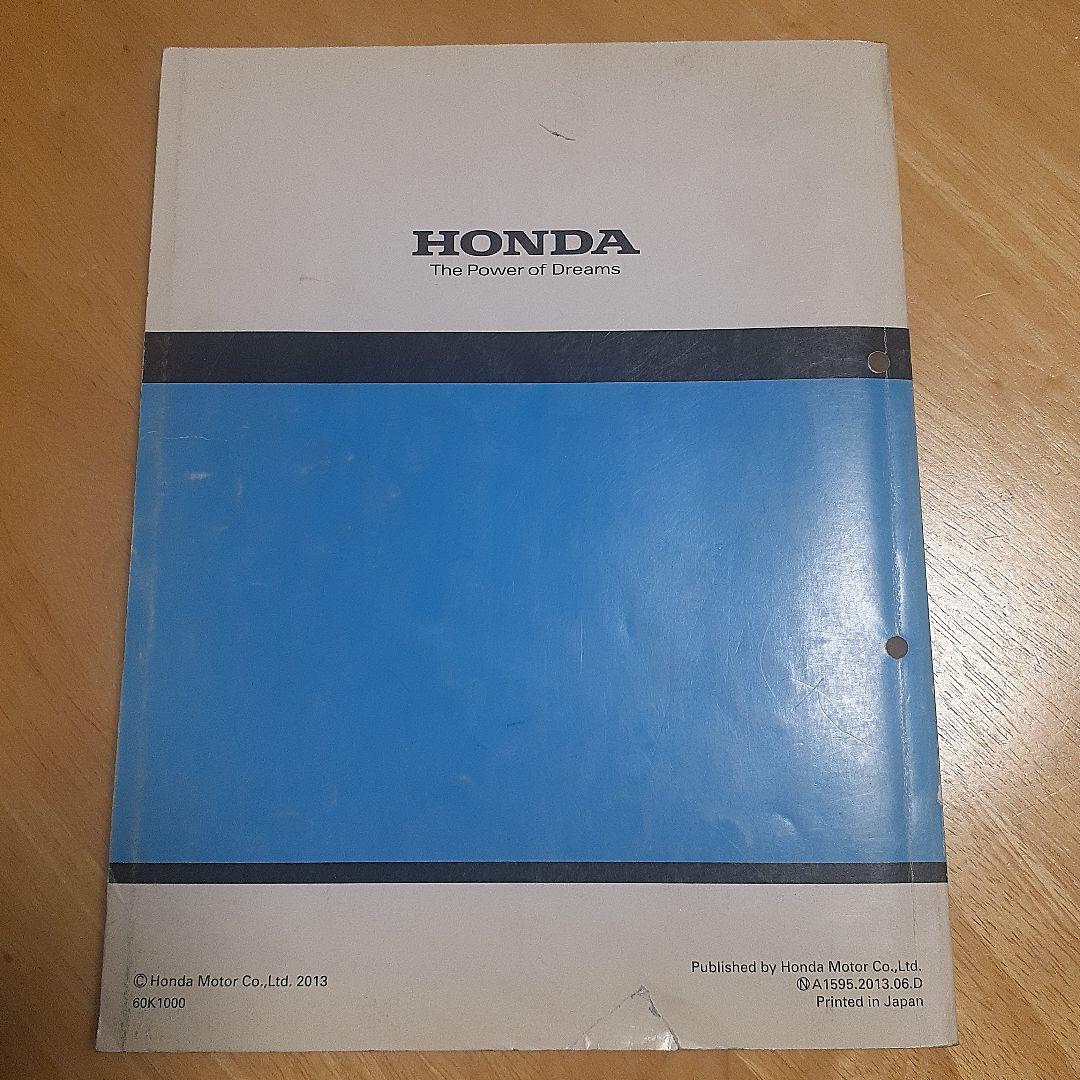 HONDA
The Power of Dreams
© Honda Motor Co.,Ltd. 2013
60K1000
Published by Honda Motor Co.,Ltd.
Ⓝ A1595.2013.06.D
Printed in Japan